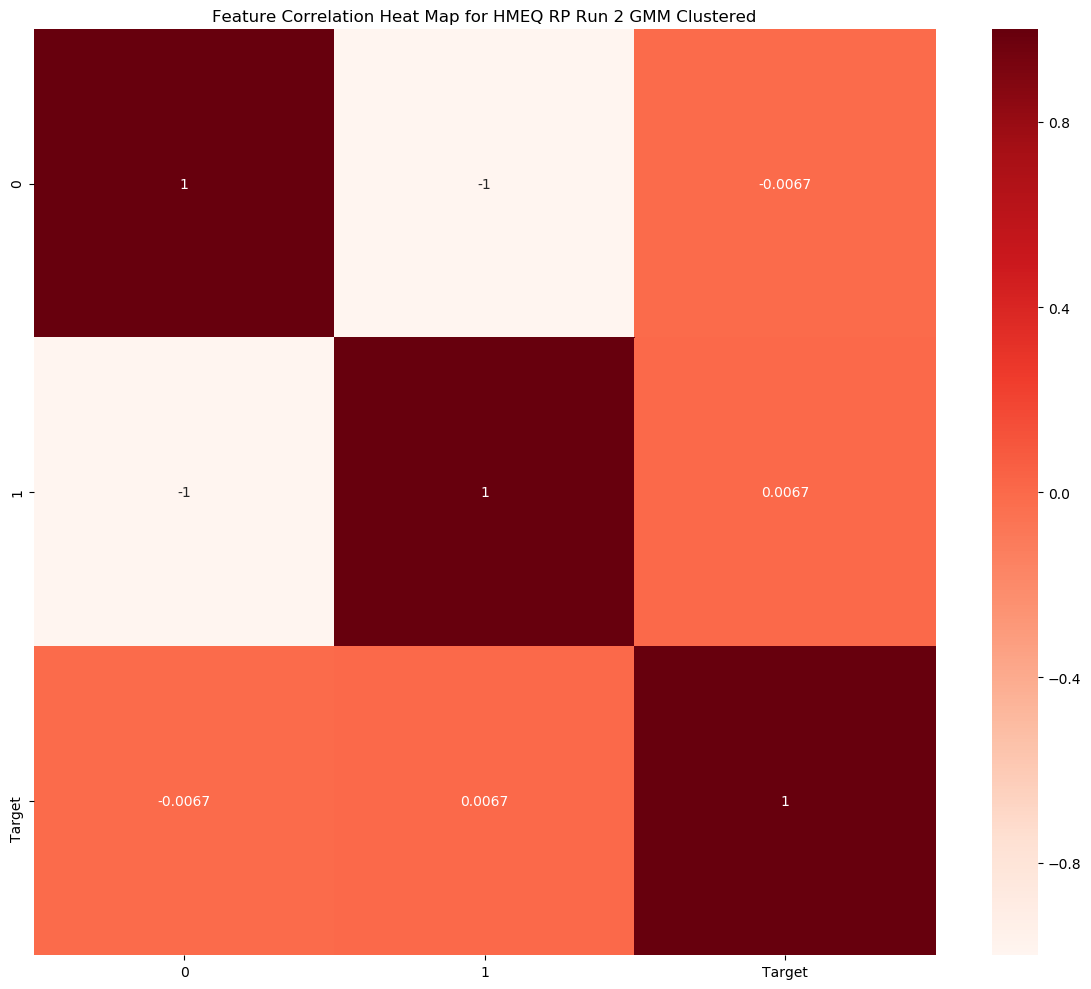 Feature Correlation Heat Map for HMEQ RP Run 2 GMM Clustered
0 1 -1 -0.0067
1 -1 1 0.0067
Target -0.0067 0.0067 1
0 1 Target
0.8
0.4
0.0
−0.4
−0.8